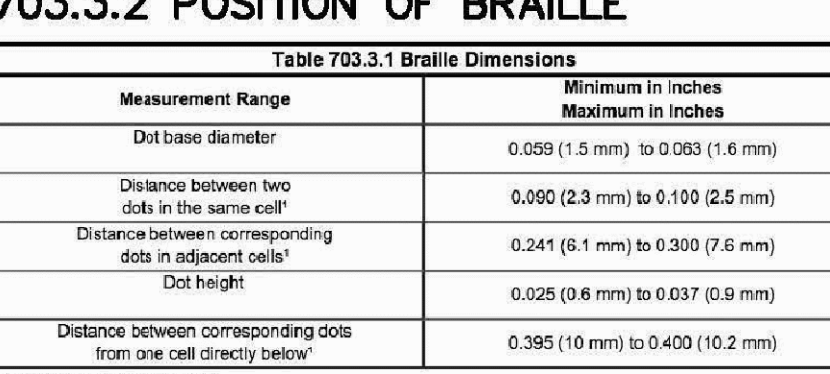 703.3.2 POSITION OF BRAILLE
Table 703.3.1 Braille Dimensions
Measurement Range
Minimum in Inches
Maximum in Inches
Dot base diameter
0.059 (1.5 mm) to 0.063 (1.6 mm)
Distance between two
dots in the same cell¹
0.090 (2.3 mm) to 0.100 (2.5 mm)
Distance between corresponding
dots in adjacent cells¹
0.241 (6.1 mm) to 0.300 (7.6 mm)
Dot height
0.025 (0.6 mm) to 0.037 (0.9 mm)
Distance between corresponding dots
from one cell directly below¹
0.395 (10 mm) to 0.400 (10.2 mm)